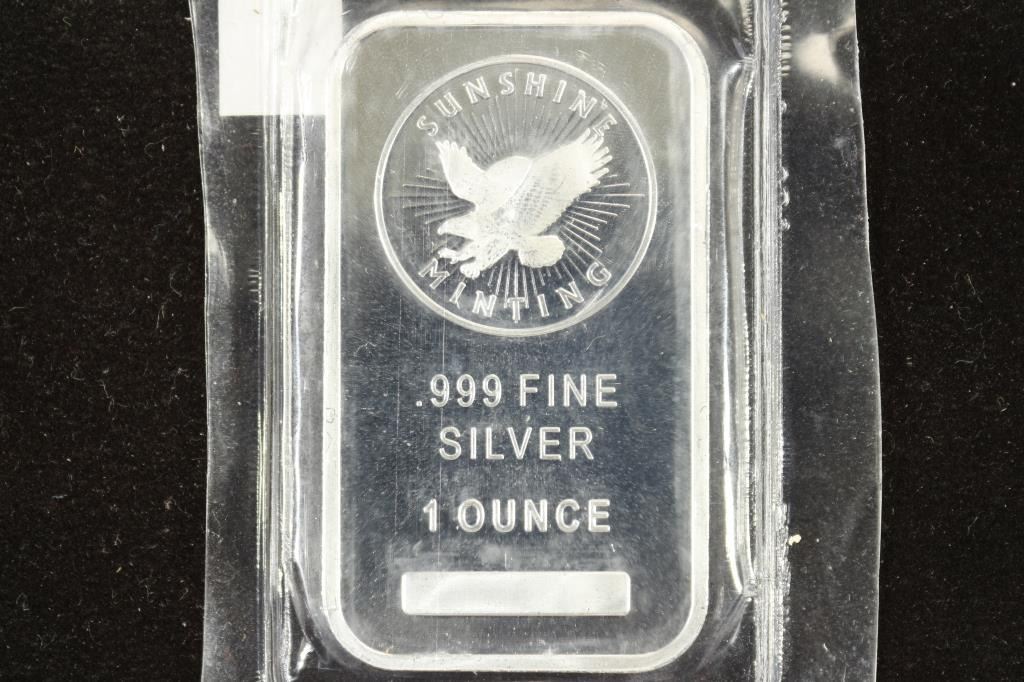 SUNSHINE
MINTING
.999 FINE
SILVER
1 OUNCE